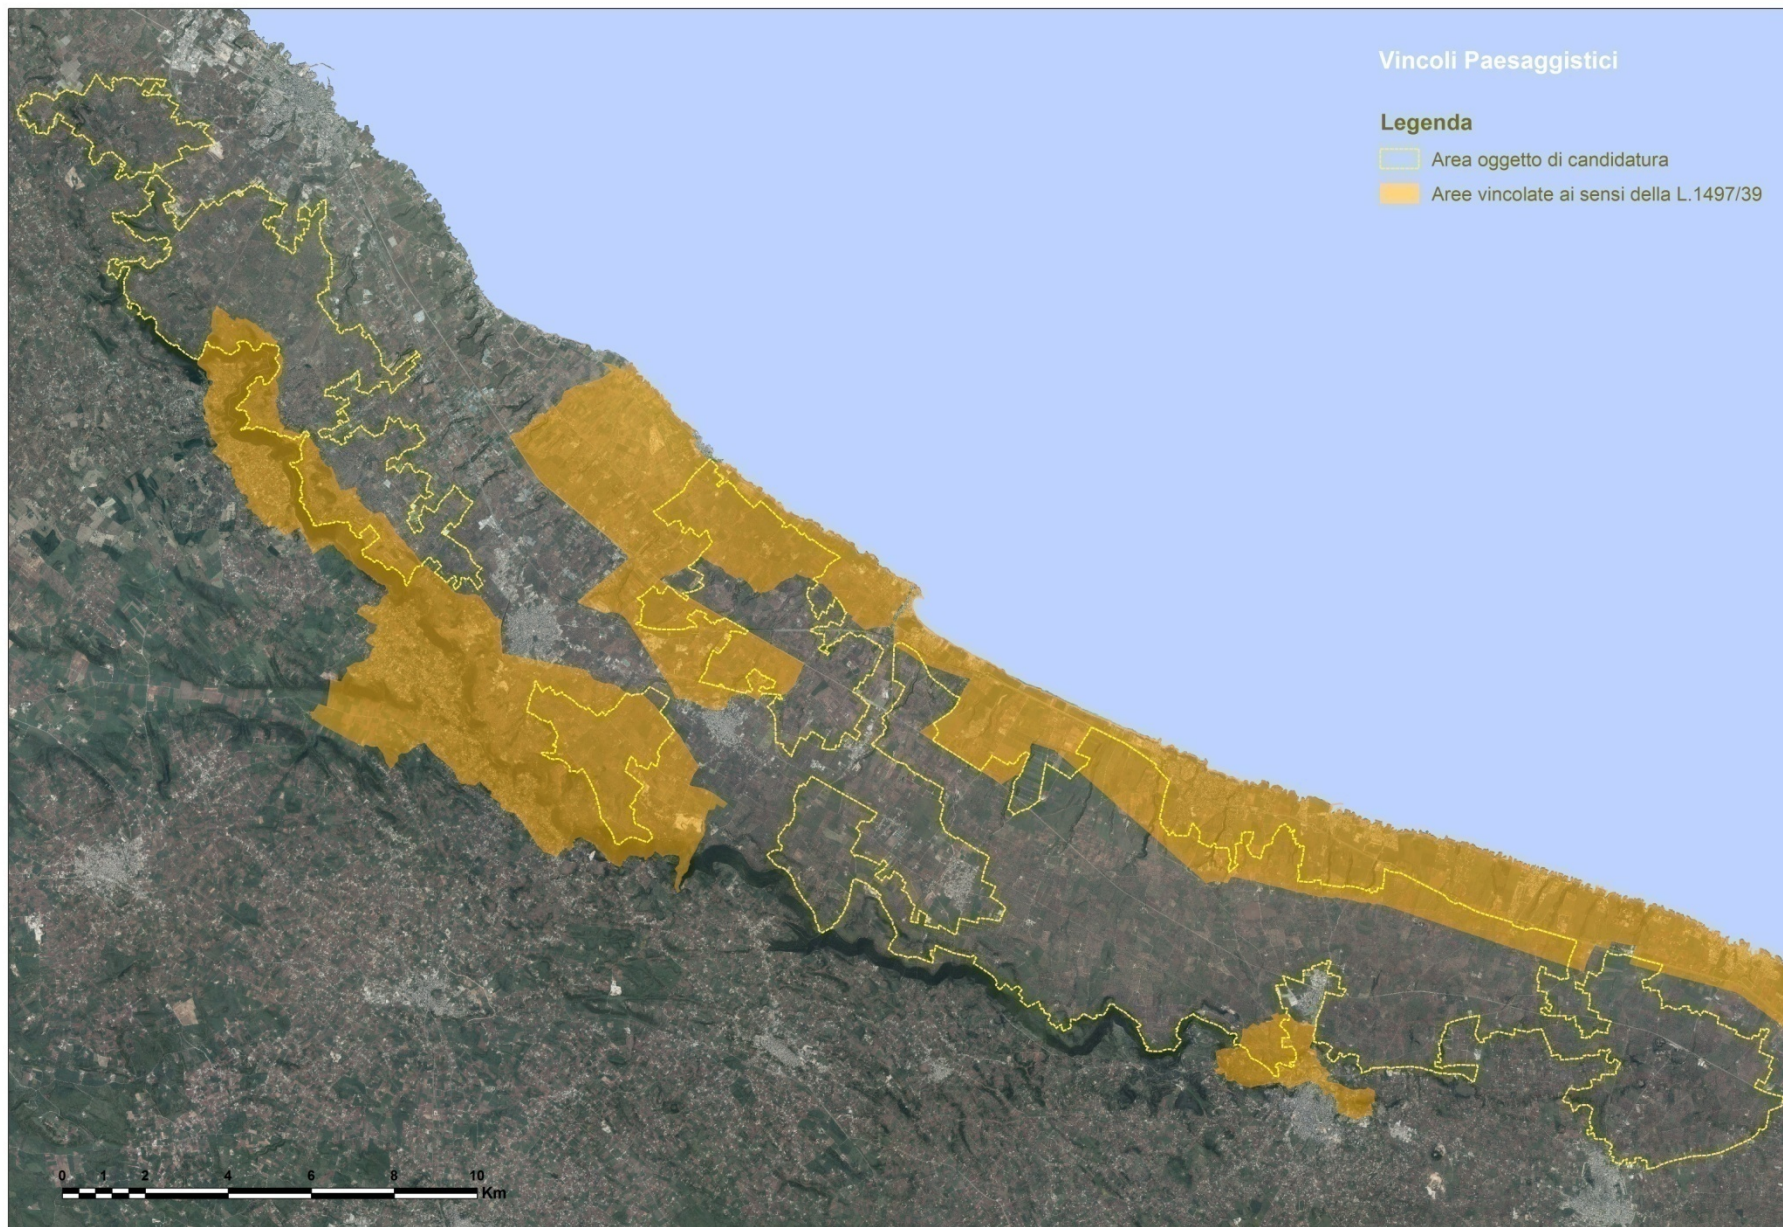 Vincoli Paesaggistici
Legenda
Area oggetto di candidatura
Aree vincolate ai sensi della L.1497/39
0 1 2 4 6 8 10
Km